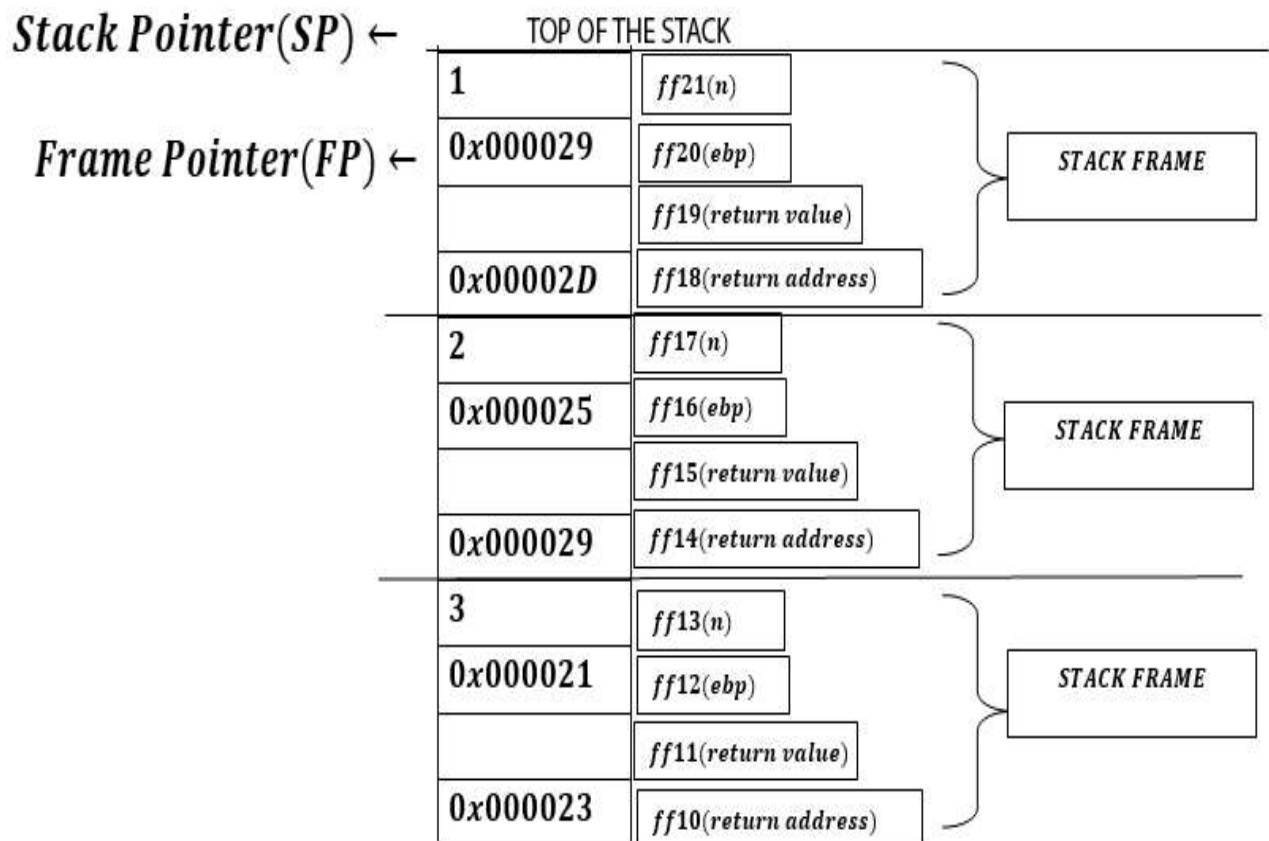 Stack Pointer(SP) ← TOP OF THE STACK
1 ff21(n)
Frame Pointer(FP) ← 0x000029 ff20(ebp) STACK FRAME
ff19(return value)
0x00002D ff18(return address)
2 ff17(n)
0x000025 ff16(ebp) STACK FRAME
ff15(return value)
0x000029 ff14(return address)
3 ff13(n)
0x000021 ff12(ebp) STACK FRAME
ff11(return value)
0x000023 ff10(return address)